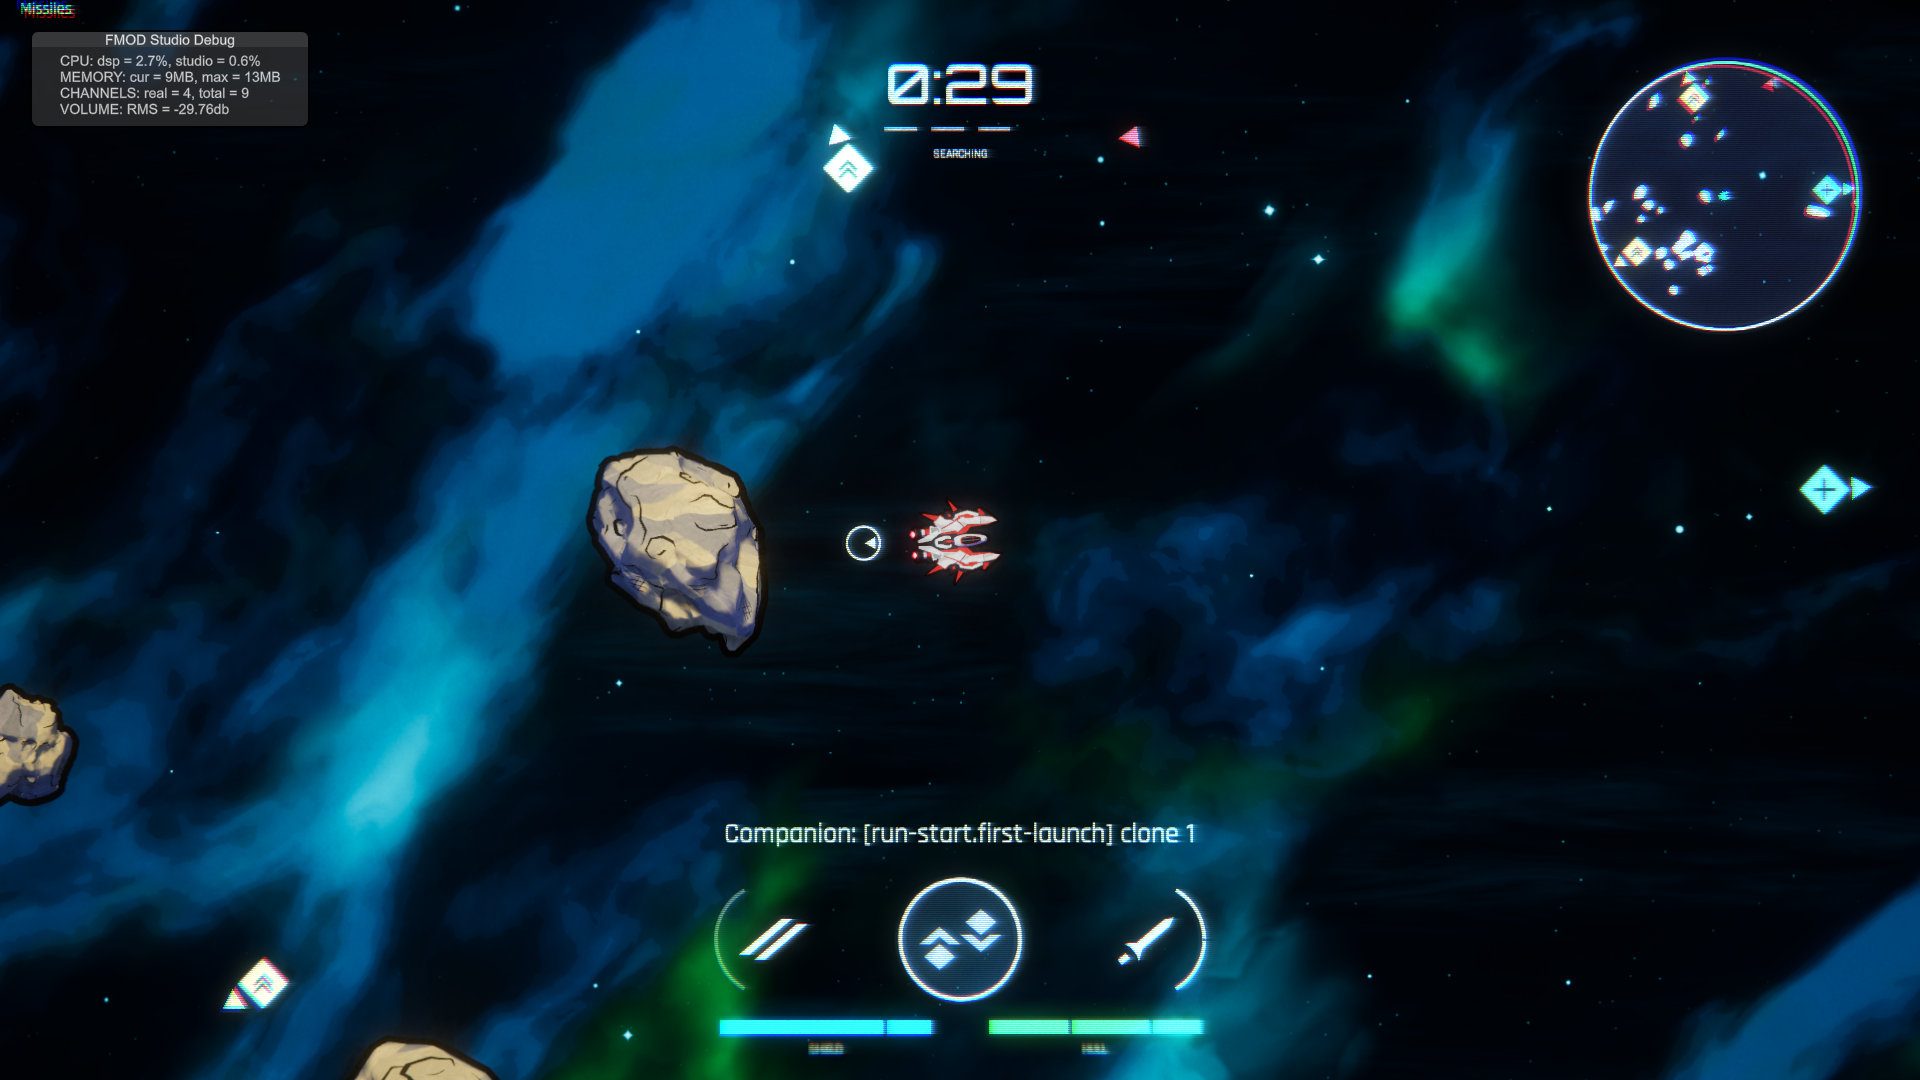 Missiles
FMOD Studio Debug
CPU: dsp = 2.7%, studio = 0.6%
MEMORY: cur = 9MB, max = 13MB
CHANNELS: real = 4, total = 9
VOLUME: RMS = -29.76db
0:29
SEARCHING
Companion: [run-start.first-launch] clone 1
SHIELD